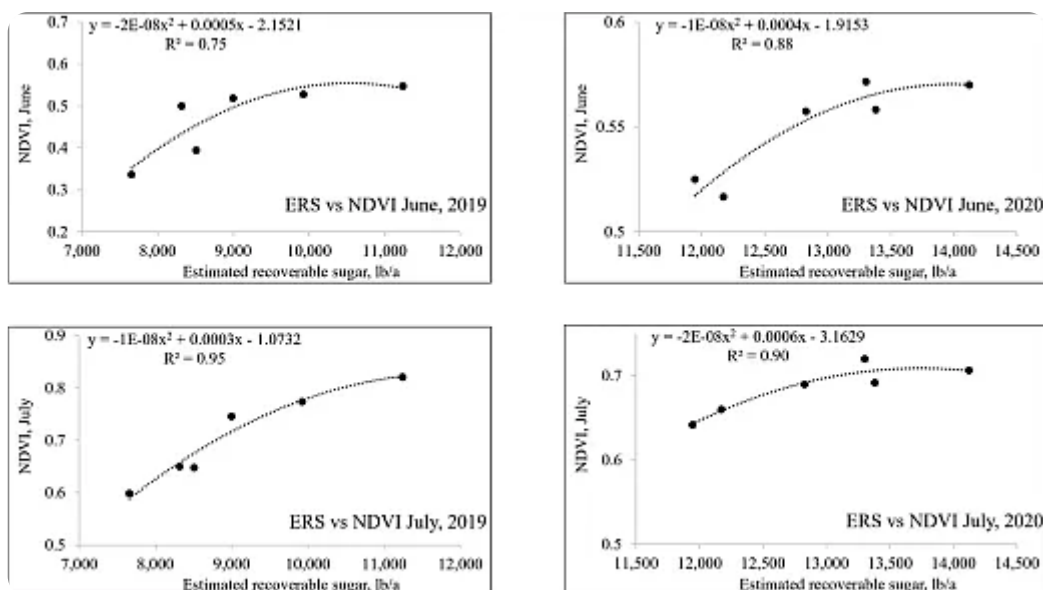 y = -2E-08x² + 0.0005x - 2.1521
R² = 0.75
0.7
0.6
0.5
0.4
0.3
0.2
NDVI, June
ERS vs NDVI June, 2019
7,000 8,000 9,000 10,000 11,000 12,000
Estimated recoverable sugar, lb/a
y = -1E-08x² + 0.0004x - 1.9153
R² = 0.88
0.6
0.55
0.5
NDVI, June
ERS vs NDVI June, 2020
11,500 12,000 12,500 13,000 13,500 14,000 14,500
Estimated recoverable sugar, lb/a
y = -1E-08x² + 0.0003x - 1.0732
R² = 0.95
0.9
0.8
0.7
0.6
0.5
NDVI, July
ERS vs NDVI July, 2019
7,000 8,000 9,000 10,000 11,000 12,000
Estimated recoverable sugar, lb/a
y = -2E-08x² + 0.0006x - 3.1629
R² = 0.90
0.7
0.6
0.5
NDVI, July
ERS vs NDVI July, 2020
11,500 12,000 12,500 13,000 13,500 14,000 14,500
Estimated recoverable sugar, lb/a